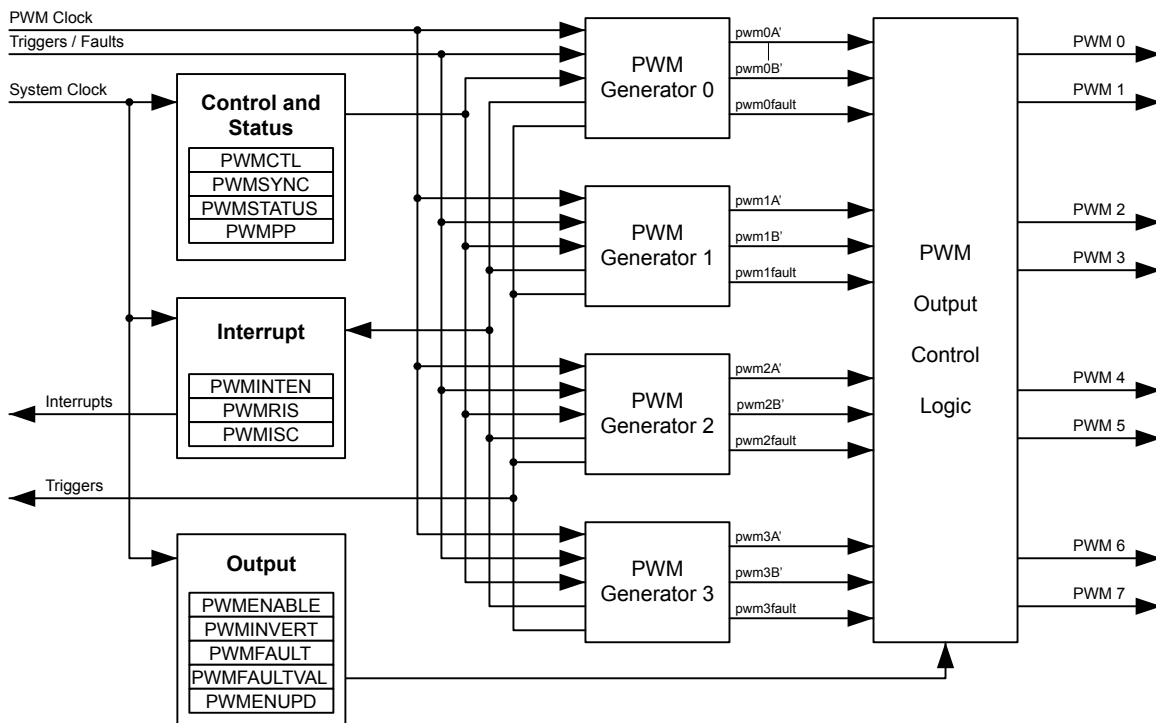 PWM Clock
Triggers / Faults
System Clock
Control and
Status
PWMCTL
PWMSYNC
PWMSTATUS
PWMPP
Interrupt
PWMINTEN
PWMRIS
PWMISC
Interrupts
Triggers
Output
PWMENABLE
PWMINVERT
PWMFAULT
PWMFAULTVAL
PWMENUPD
PWM
Generator 0
pwm0A'
pwm0B'
pwm0fault
PWM
Generator 1
pwm1A'
pwm1B'
pwm1fault
PWM
Generator 2
pwm2A'
pwm2B'
pwm2fault
PWM
Generator 3
pwm3A'
pwm3B'
pwm3fault
PWM
Output
Control
Logic
PWM 0
PWM 1
PWM 2
PWM 3
PWM 4
PWM 5
PWM 6
PWM 7